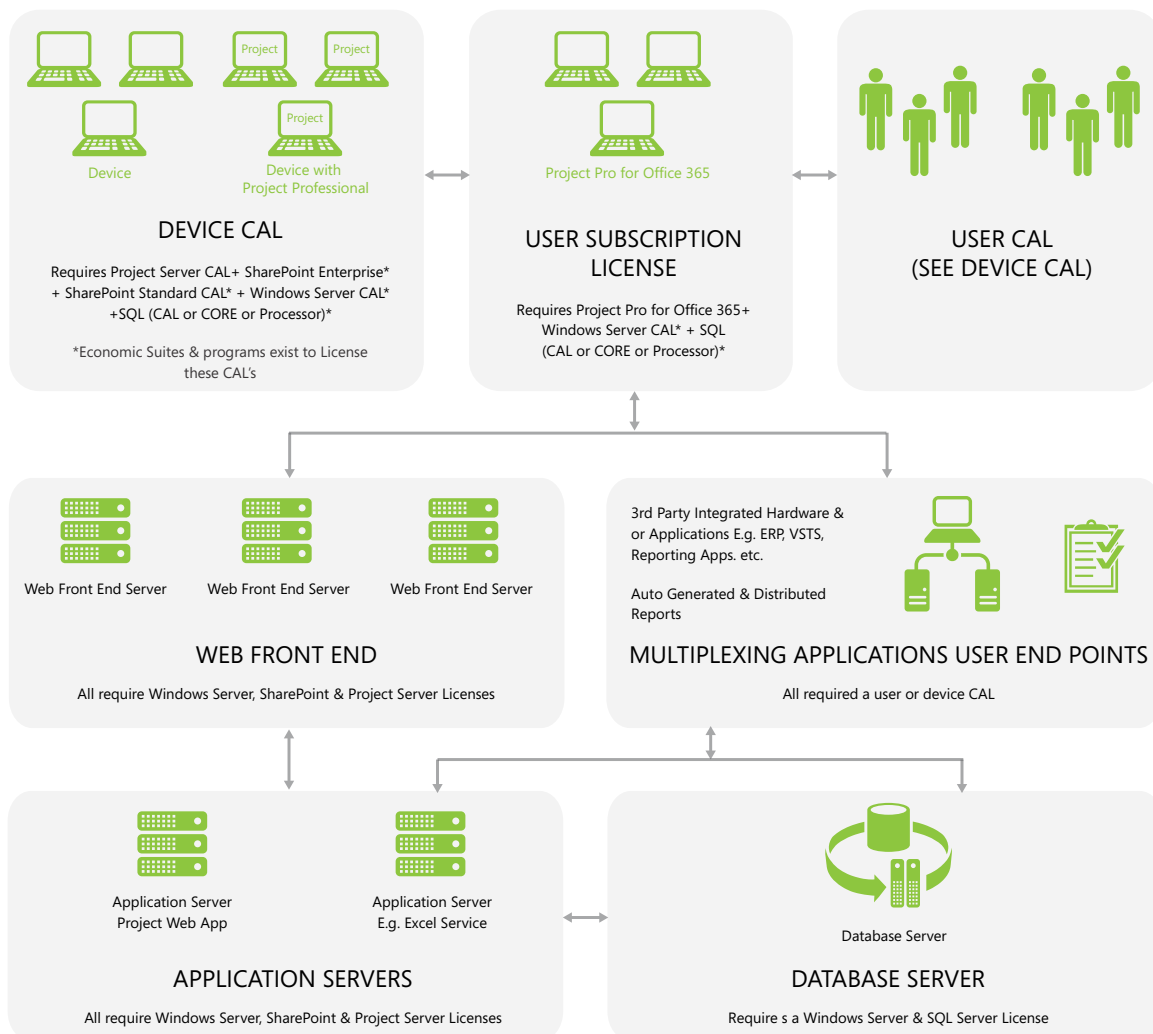 Project
Project
Project
Device
Device with
Project Professional
DEVICE CAL
Requires Project Server CAL+ SharePoint Enterprise*
+ SharePoint Standard CAL* + Windows Server CAL*
+SQL (CAL or CORE or Processor)*
*Economic Suites & programs exist to License
these CAL's
Project Pro for Office 365
USER SUBSCRIPTION
LICENSE
Requires Project Pro for Office 365+
Windows Server CAL* + SQL
(CAL or CORE or Processor)*
USER CAL
(SEE DEVICE CAL)
Web Front End Server
Web Front End Server
Web Front End Server
WEB FRONT END
All require Windows Server, SharePoint & Project Server Licenses
3rd Party Integrated Hardware &
or Applications E.g. ERP, VSTS,
Reporting Apps. etc.
Auto Generated & Distributed
Reports
MULTIPLEXING APPLICATIONS USER END POINTS
All required a user or device CAL
Application Server
Project Web App
Application Server
E.g. Excel Service
APPLICATION SERVERS
All require Windows Server, SharePoint & Project Server Licenses
Database Server
DATABASE SERVER
Require s a Windows Server & SQL Server License